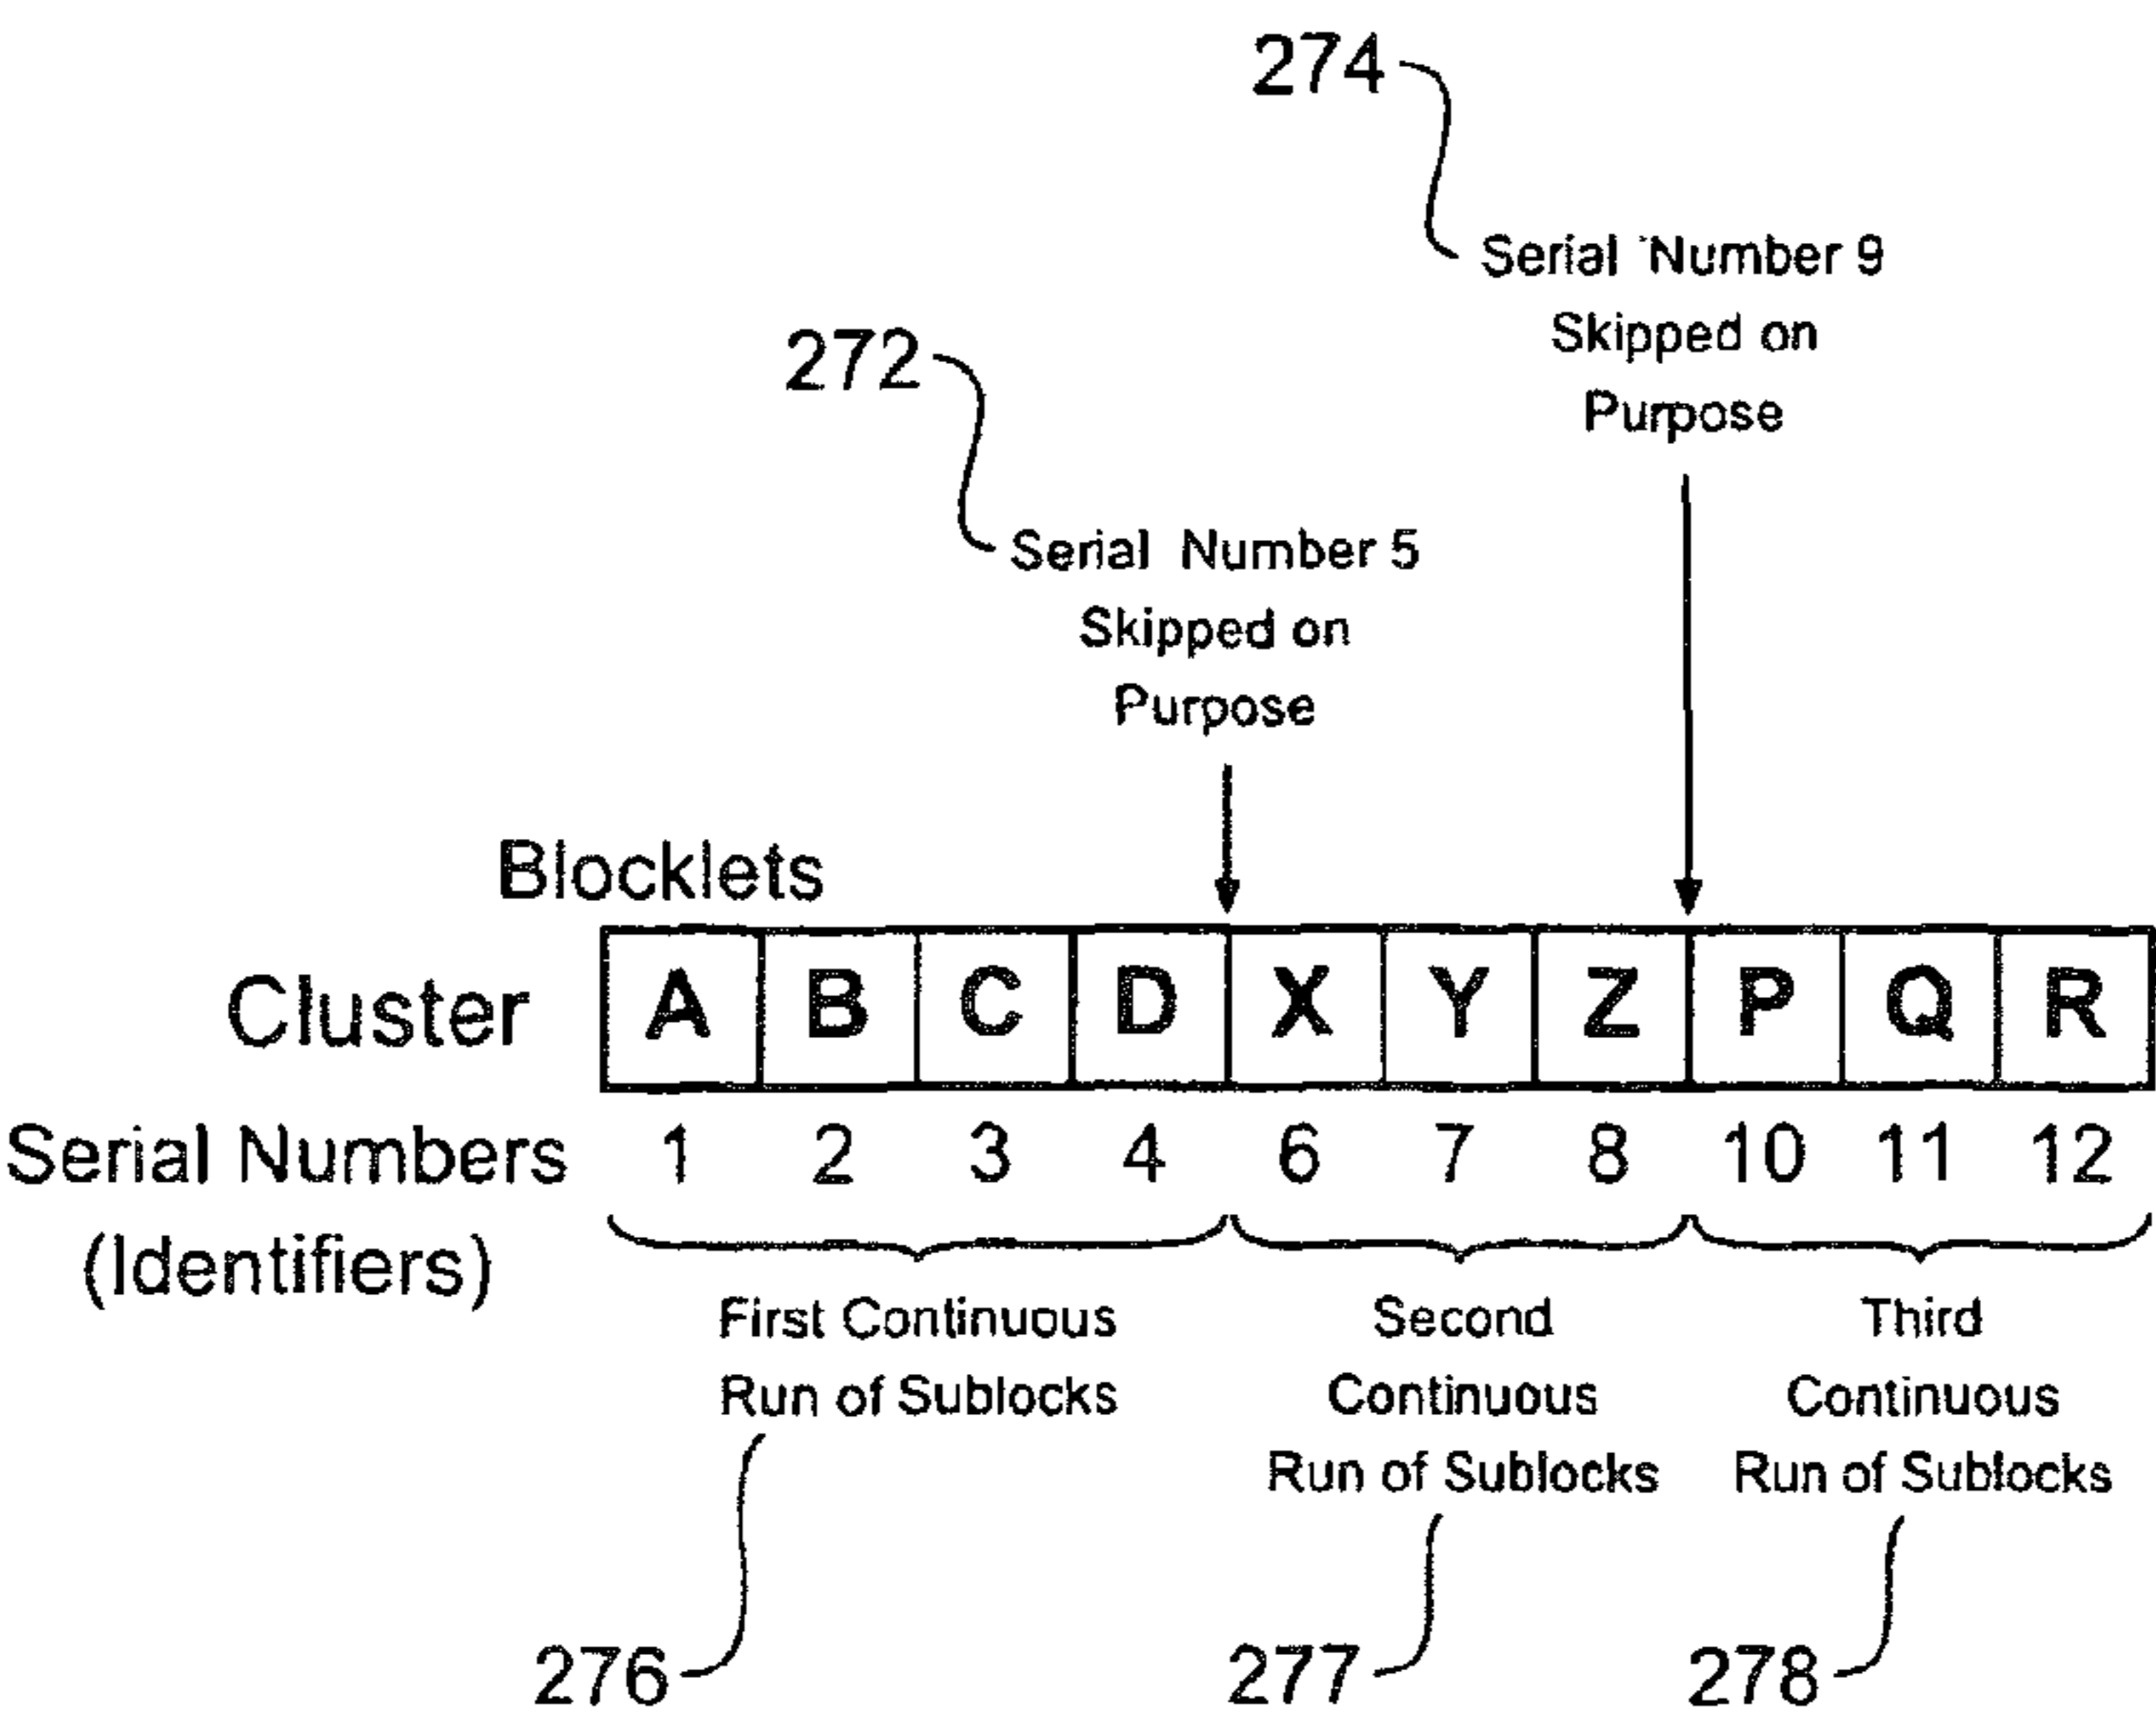 274
Serial Number 9
Skipped on
Purpose
272
Serial Number 5
Skipped on
Purpose
Blocklets
Cluster A B C D X Y Z P Q R
Serial Numbers 1 2 3 4 6 7 8 10 11 12
(Identifiers)
First Continuous
Run of Sublocks
Second
Continuous
Run of Sublocks
Third
Continuous
Run of Sublocks
276
277
278